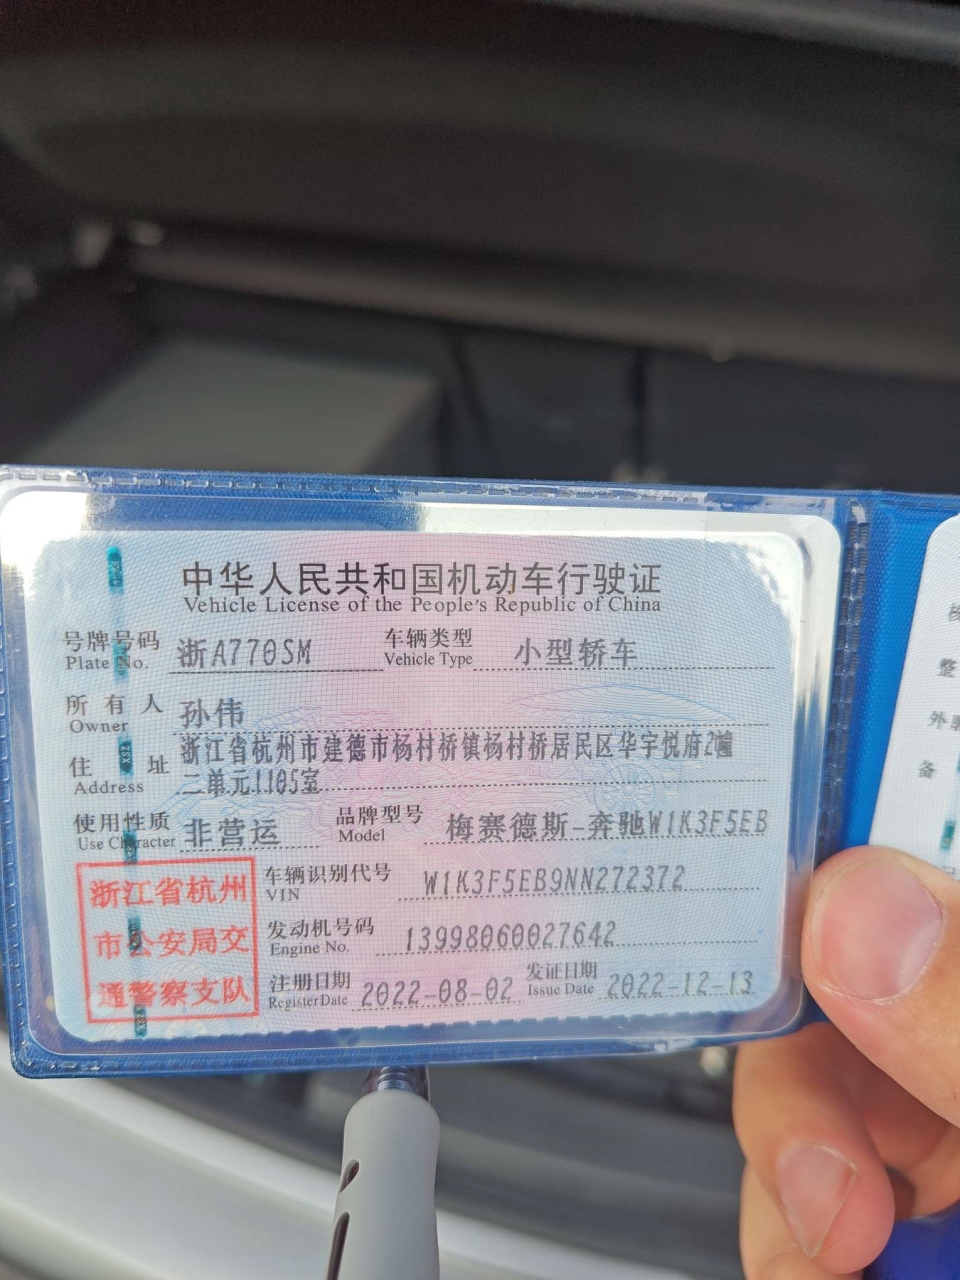 中华人民共和国机动车行驶证
Vehicle License of the People's Republic of China
号牌号码 浙A770SM 车辆类型 小型轿车
Plate No. Vehicle Type
所有人 孙伟
Owner
住址 浙江省杭州市建德市杨村桥镇杨村桥居民区华宇悦府2幢
Address 二单元1105室
使用性质 非营运 品牌型号 梅赛德斯-奔驰W1K3F5EB
Use Character Model
浙江省杭州
市公安局交
通警察支队
车辆识别代号 W1K3F5EB9NN272372
VIN
发动机号码 13998060027642
Engine No.
注册日期 2022-08-02 发证日期 2022-12-13
Register Date Issue Date
整
外
备